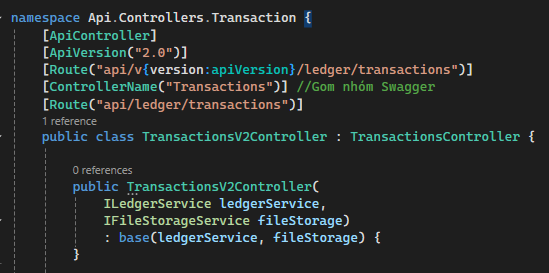 namespace Api.Controllers.Transaction {
[ApiController]
[ApiVersion("2.0")]
[Route("api/v{version:apiVersion}/ledger/transactions")]
[ControllerName("Transactions")] //Gom nhóm Swagger
[Route("api/ledger/transactions")]
1 reference
public class TransactionsV2Controller : TransactionsController {
0 references
public TransactionsV2Controller(
ILedgerService ledgerService,
IFileStorageService fileStorage)
: base(ledgerService, fileStorage) {
}